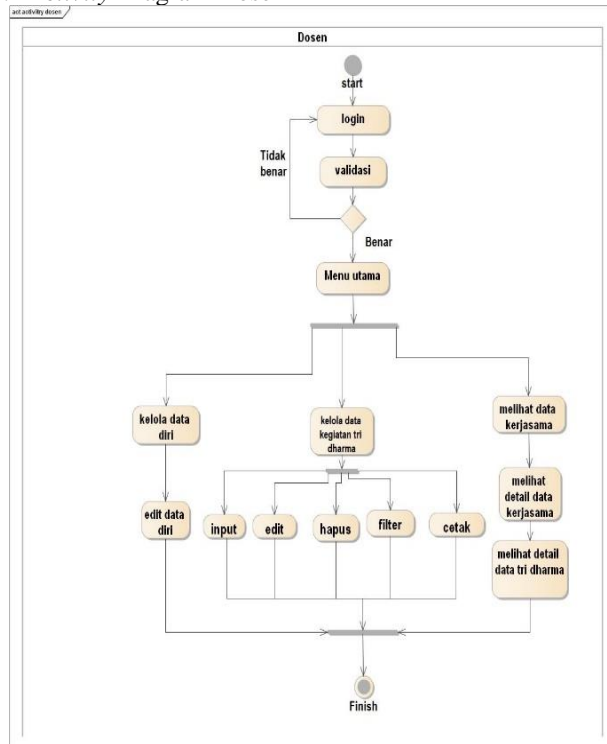 act activitry dosen
Dosen
start
login
Tidak
benar
validasi
Benar
Menu utama
kelola data
diri
kelola data
kegiatan tri
dharma
melihat data
kerjasama
edit data
diri
input
edit
hapus
filter
cetak
melihat
detail data
kerjasama
melihat detail
data tri dharma
Finish